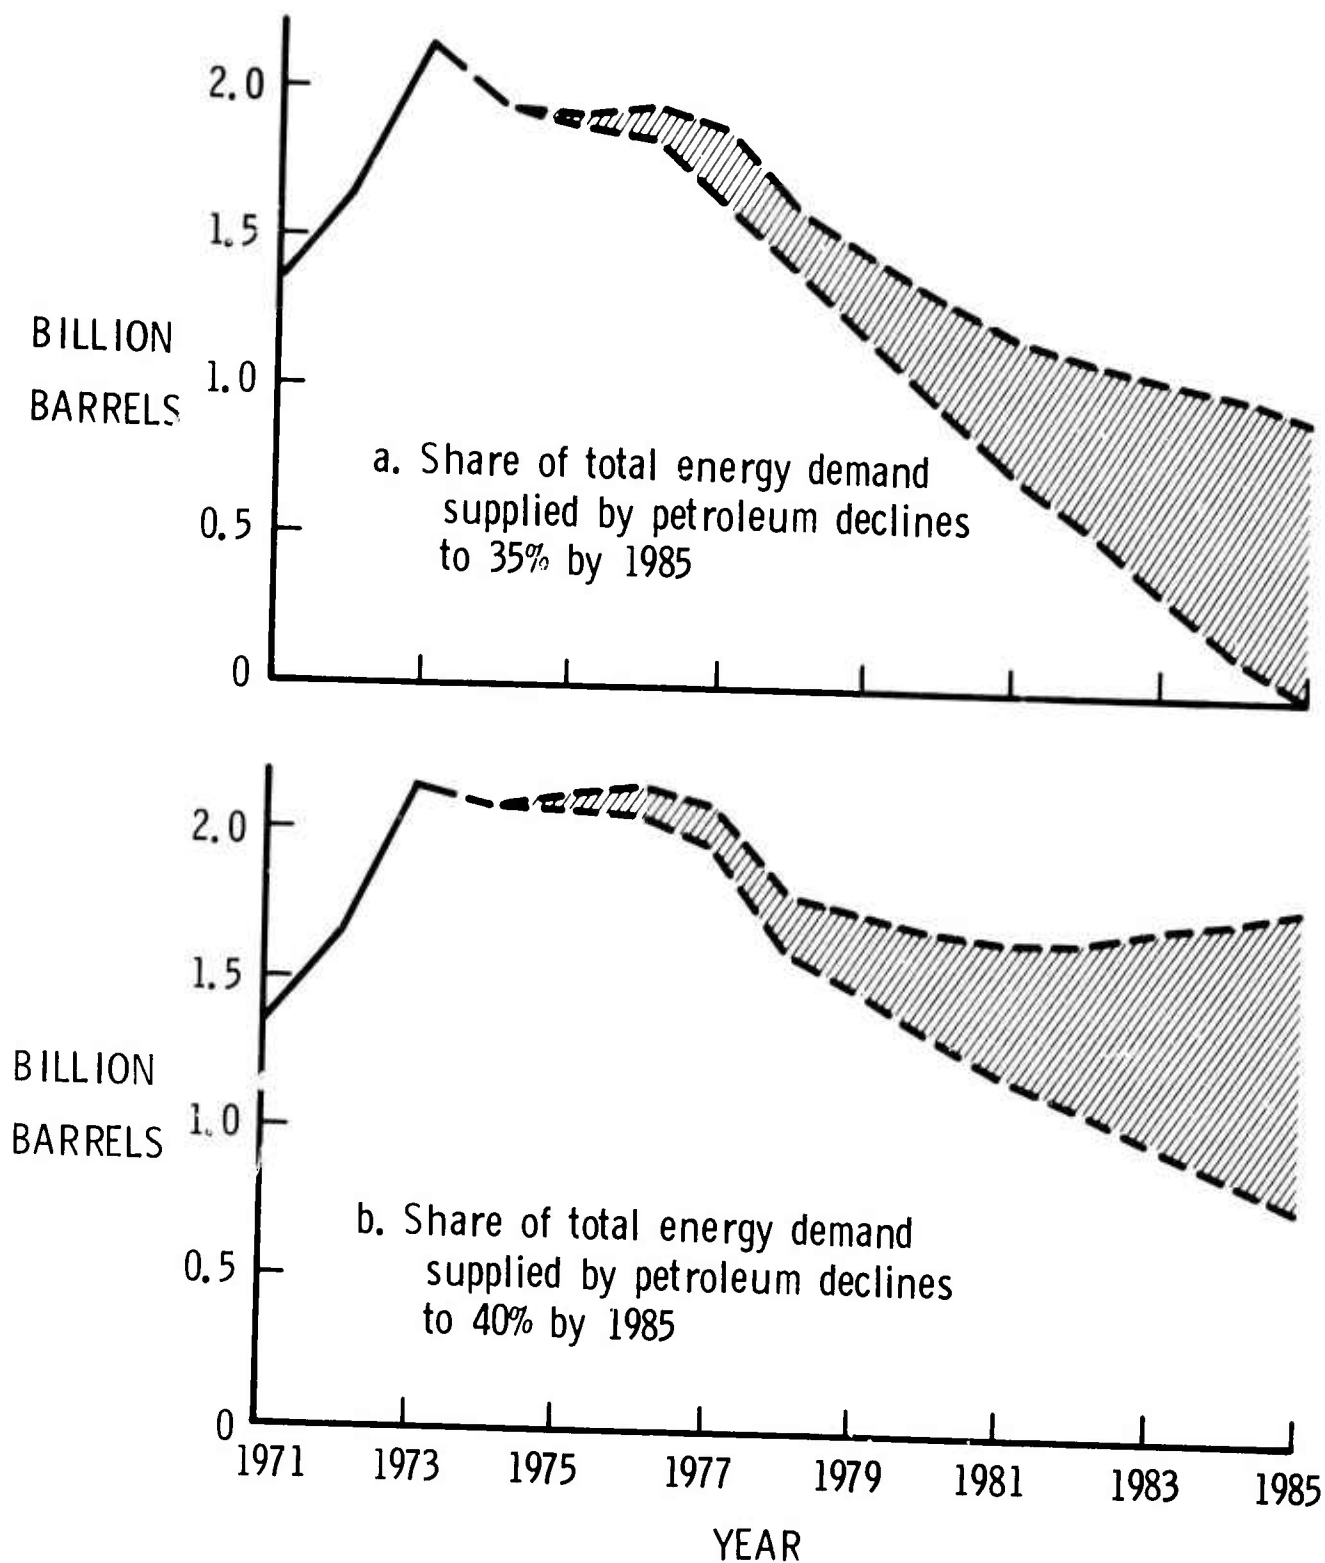 2.0
1.5
BILLION
BARRELS
1.0
a. Share of total energy demand
supplied by petroleum declines
to 35% by 1985
0.5
0
2.0
1.5
BILLION
BARRELS
1.0
b. Share of total energy demand
supplied by petroleum declines
to 40% by 1985
0.5
0
1971 1973 1975 1977 1979 1981 1983 1985
YEAR